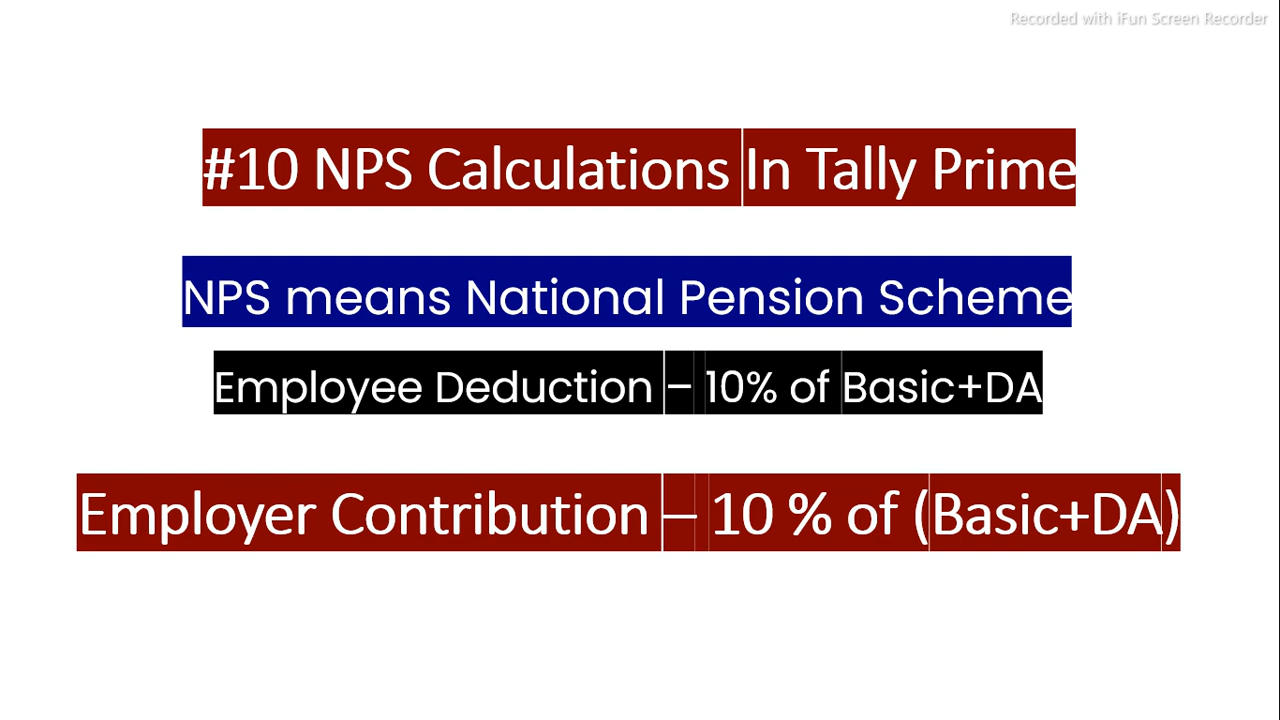 Recorded with iFun Screen Recorder
#10 NPS Calculations In Tally Prime
NPS means National Pension Scheme
Employee Deduction – 10% of Basic+DA
Employer Contribution – 10 % of (Basic+DA)